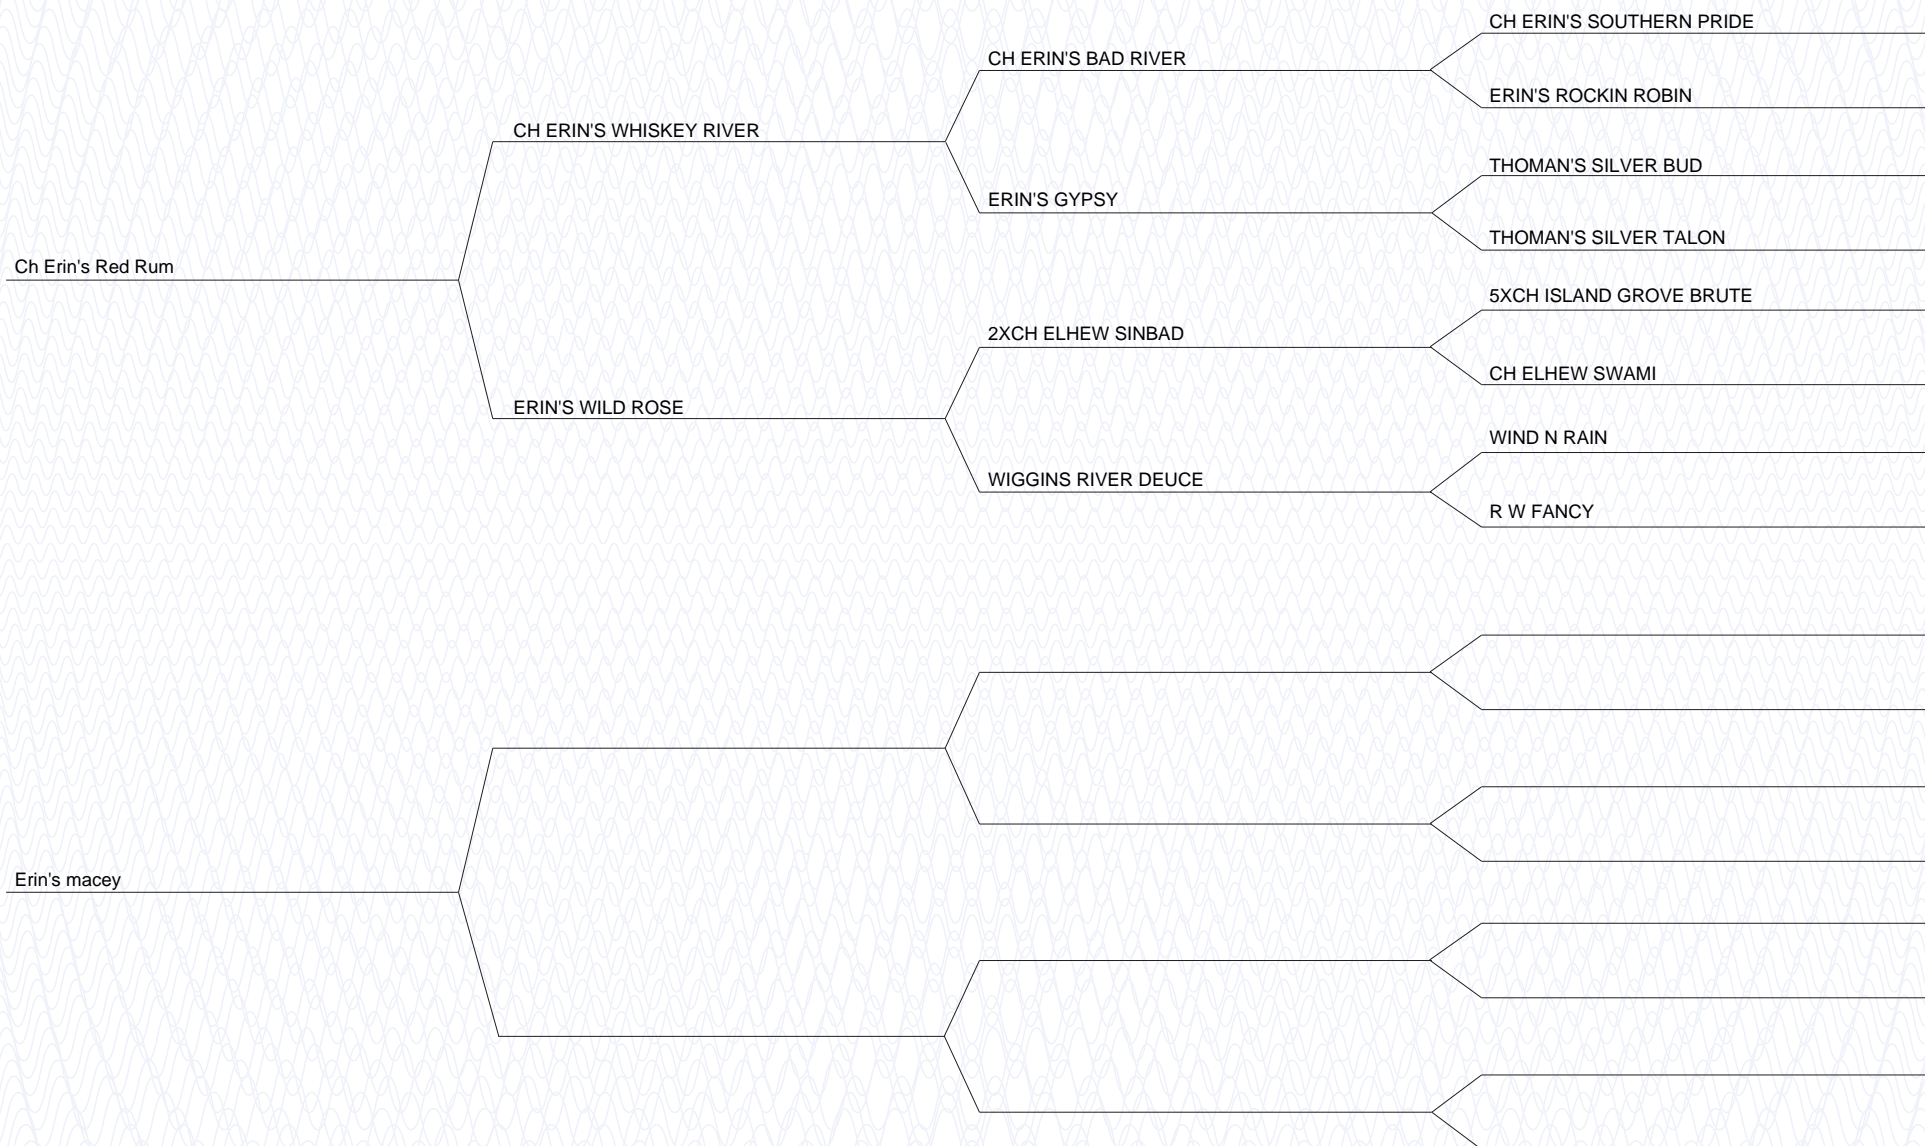 CH ERIN'S SOUTHERN PRIDE
CH ERIN'S BAD RIVER
ERIN'S ROCKIN ROBIN
CH ERIN'S WHISKEY RIVER
THOMAN'S SILVER BUD
ERIN'S GYPSY
THOMAN'S SILVER TALON
Ch Erin's Red Rum
5XCH ISLAND GROVE BRUTE
2XCH ELHEW SINBAD
CH ELHEW SWAMI
ERIN'S WILD ROSE
WIND N RAIN
WIGGINS RIVER DEUCE
R W FANCY
Erin's macey